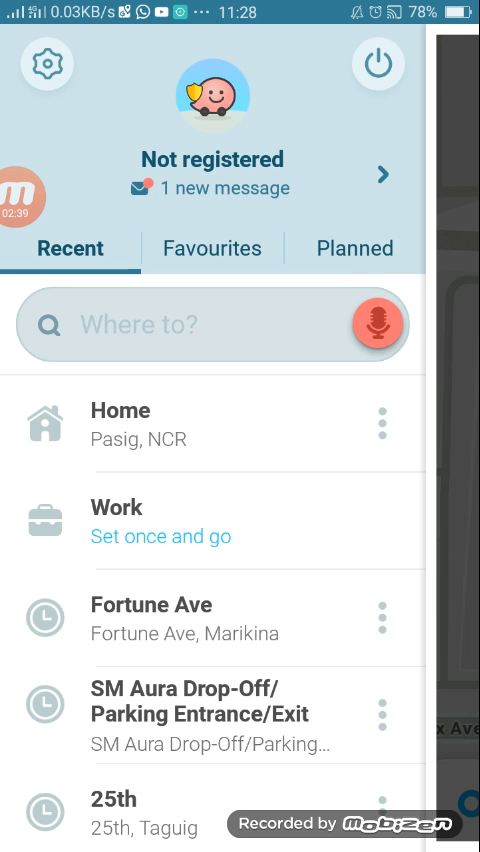 0.03KB/s ··· 11:28 78%
Not registered
1 new message
02:39
Recent Favourites Planned
Where to?
Home
Pasig, NCR
Work
Set once and go
Fortune Ave
Fortune Ave, Marikina
SM Aura Drop-Off/
Parking Entrance/Exit
SM Aura Drop-Off/Parking...
x Ave
25th
25th, Taguig
Recorded by mobizen